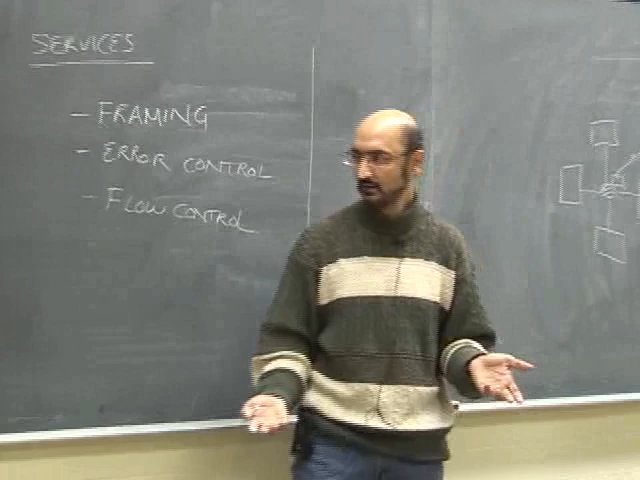 SERVICES
- FRAMING
- ERROR CONTROL
- FLOW CONTROL